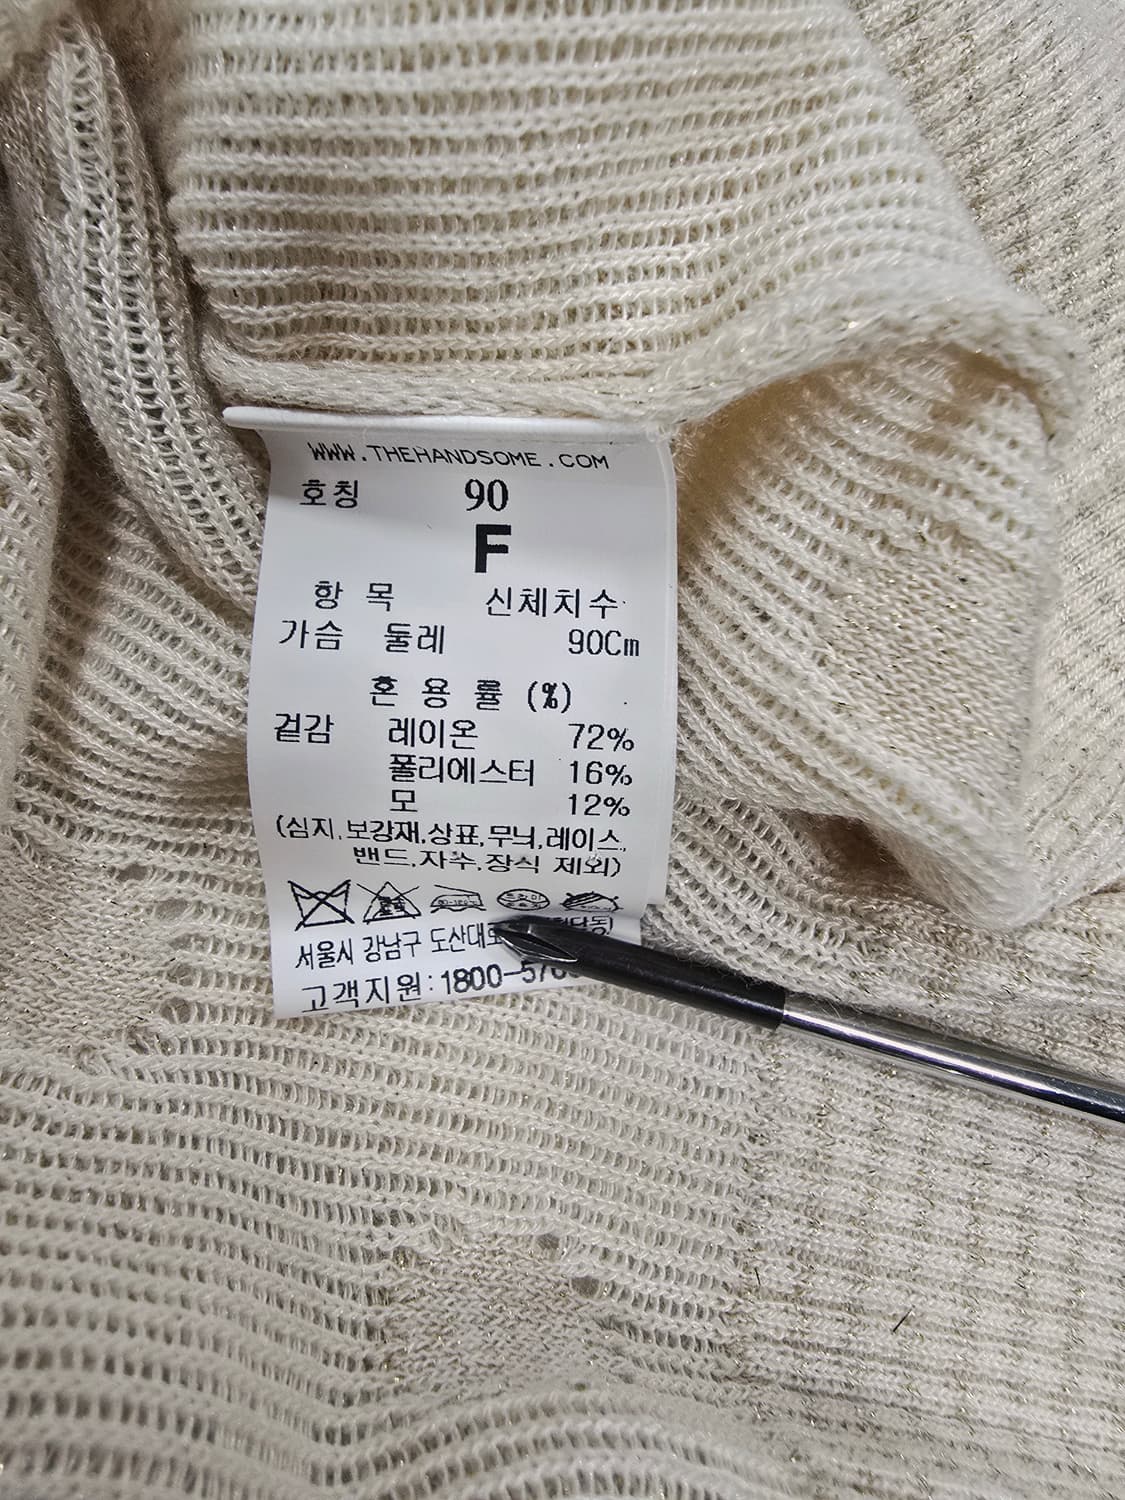 WWW.THEHANDSOME.COM
호칭 90
F
항 목 신체치수
가슴 둘레 90Cm
혼 용 률 (%)
겉감 레이온 72%
폴리에스터 16%
모 12%
(심지,보강재,상표,무늬,레이스,
밴드,자수,장식 제외)
서울시 강남구 도산대로
고객지원:1800-57